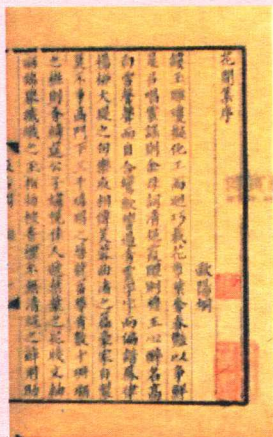 花間集序
歐陽炯
鏤玉雕瓊擬化工而迥巧裁花剪葉奪春豔以爭鮮
是以唱雲謠則金母詞清挹霞醴則穆王心醉名高
白雪聲聲而自合鸞歌響遏青雲字字而偏諧鳳律
楊柳大堤之句樂府相傳芙蓉曲渚之篇豪家自製
莫不爭高門下三千玳瑁之簪競富樽前數十珊瑚
之樹則有綺筵公子繡幌佳人遞葉葉之花牋文抽
麗錦舉纖纖之玉指拍按香檀不無清絕之辭用助